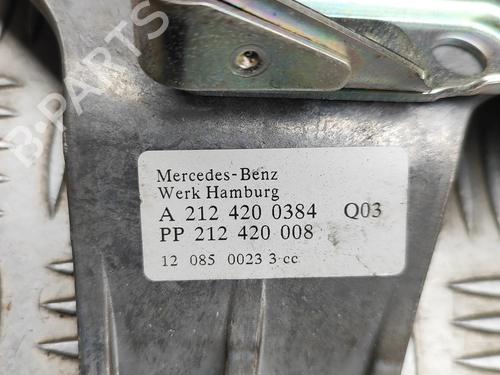 B-PARTS
Mercedes-Benz
Werk Hamburg
A 212 420 0384 Q03
PP 212 420 008
12 085 0023 3 cc